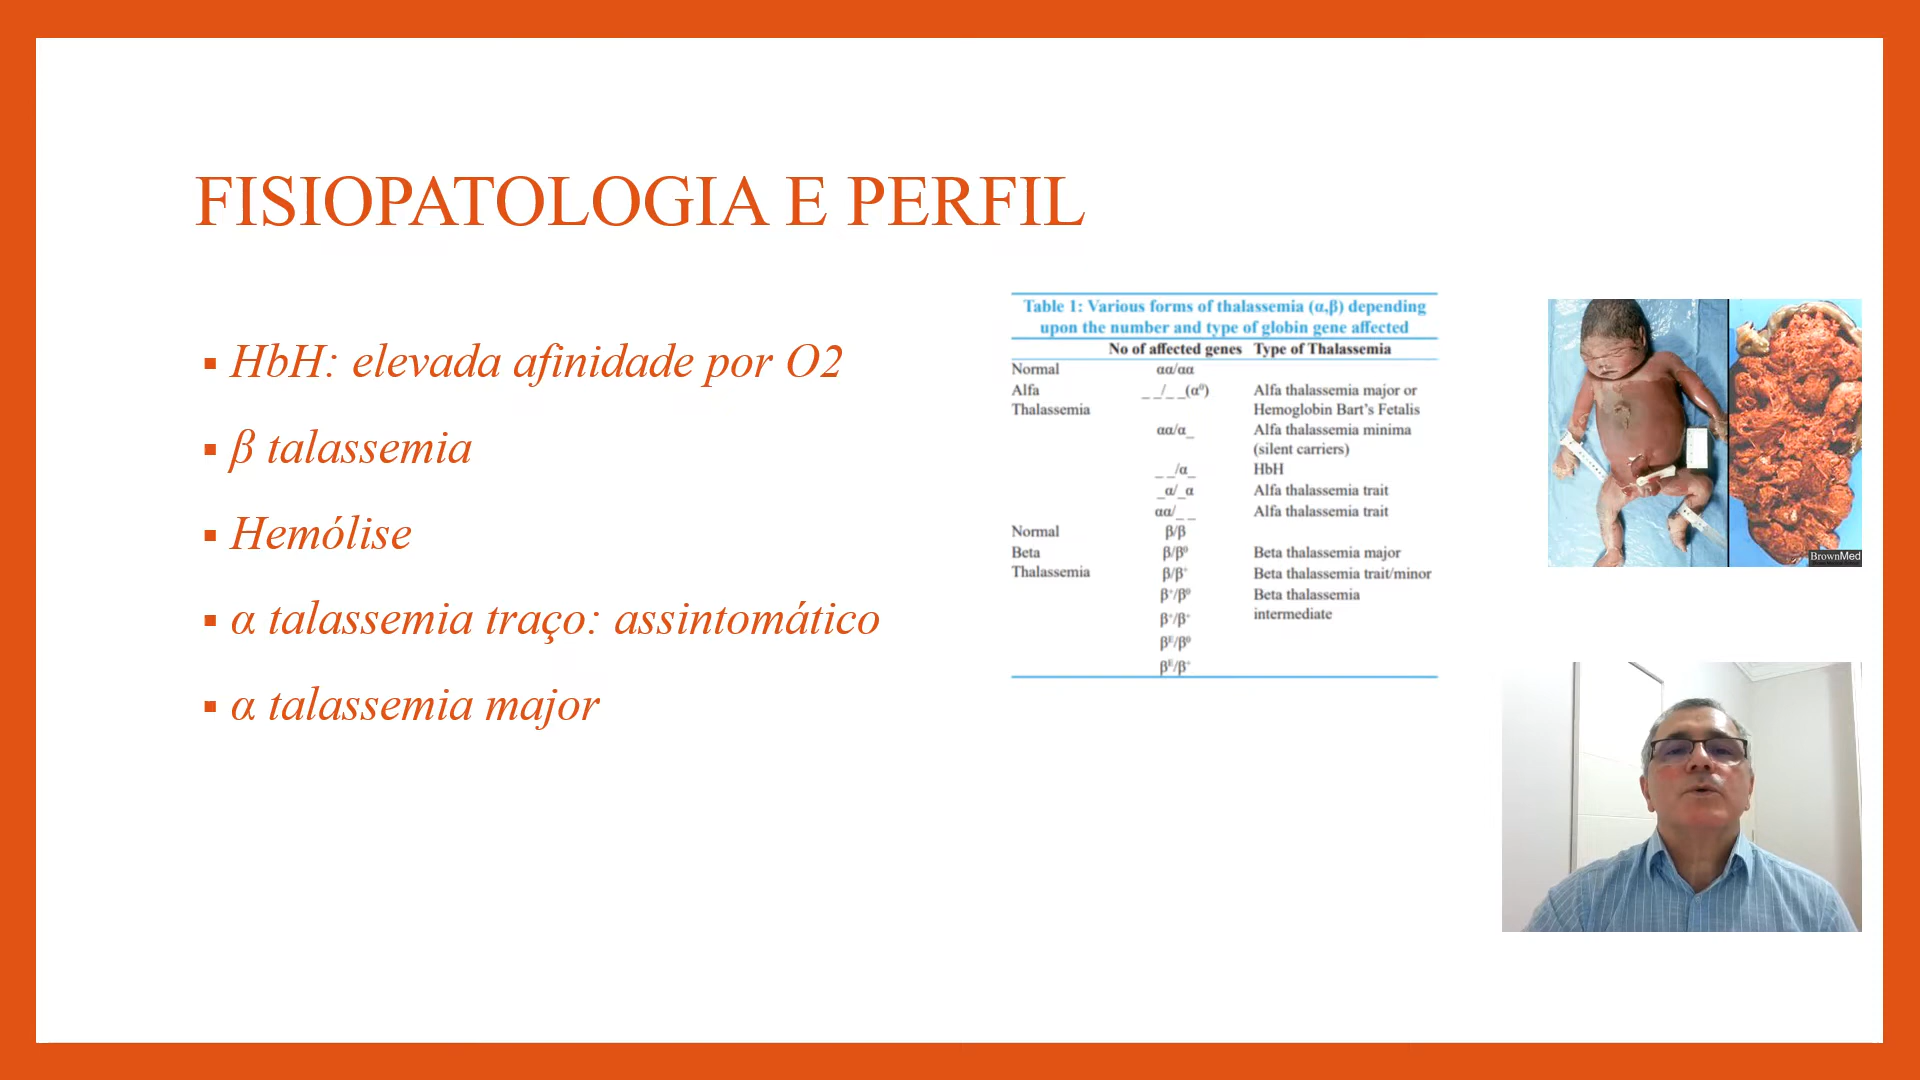 FISIOPATOLOGIA E PERFIL
▪ HbH: elevada afinidade por O2
▪ β talassemia
▪ Hemólise
▪ α talassemia traço: assintomático
▪ α talassemia major
Table 1: Various forms of thalassemia (α,β) depending
upon the number and type of globin gene affected
No of affected genes Type of Thalassemia
Normal αα/αα
Alfa _ _/_ _(α⁰) Alfa thalassemia major or
Thalassemia Hemoglobin Bart's Fetalis
αα/α_ Alfa thalassemia minima
(silent carriers)
_ _/α_ HbH
_α/_α Alfa thalassemia trait
αα/_ _ Alfa thalassemia trait
Normal β/β
Beta β/β⁰ Beta thalassemia major
Thalassemia β/β⁺ Beta thalassemia trait/minor
β⁺/β⁰ Beta thalassemia
β⁺/β⁺ intermediate
βᴱ/β⁰
βᴱ/β⁺
BrownMed